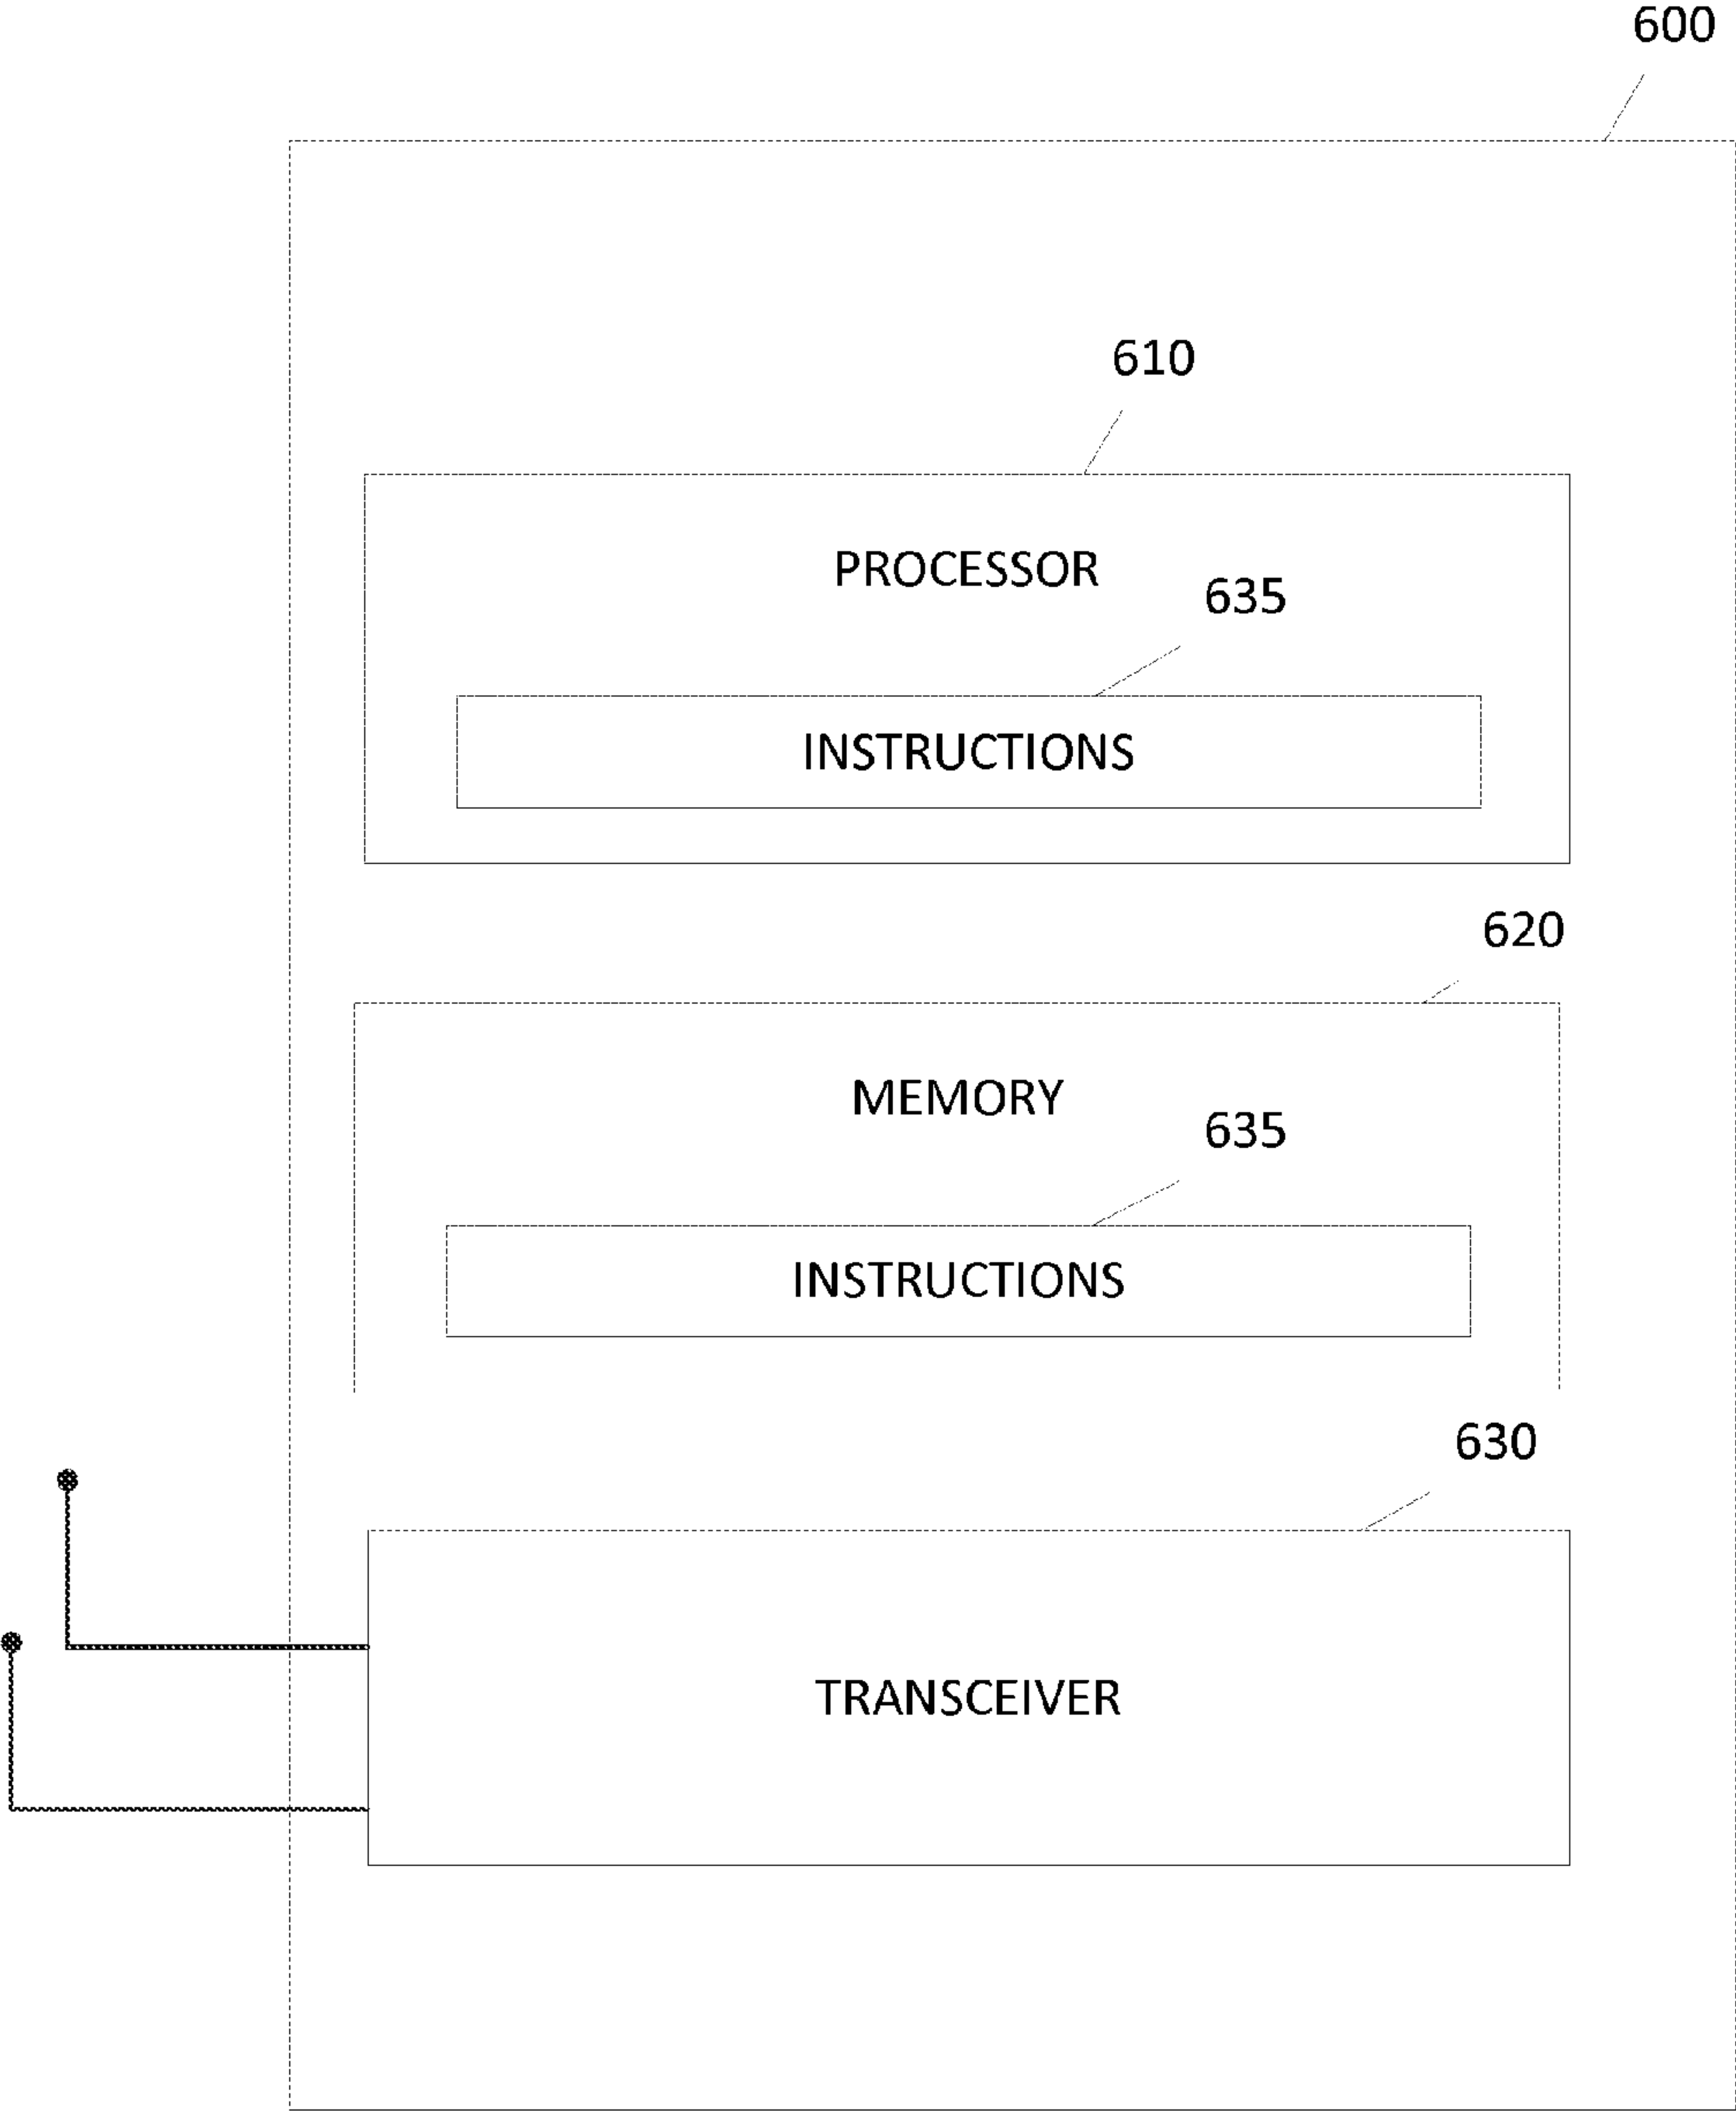 600
610
PROCESSOR
635
INSTRUCTIONS
620
MEMORY
635
INSTRUCTIONS
630
TRANSCEIVER